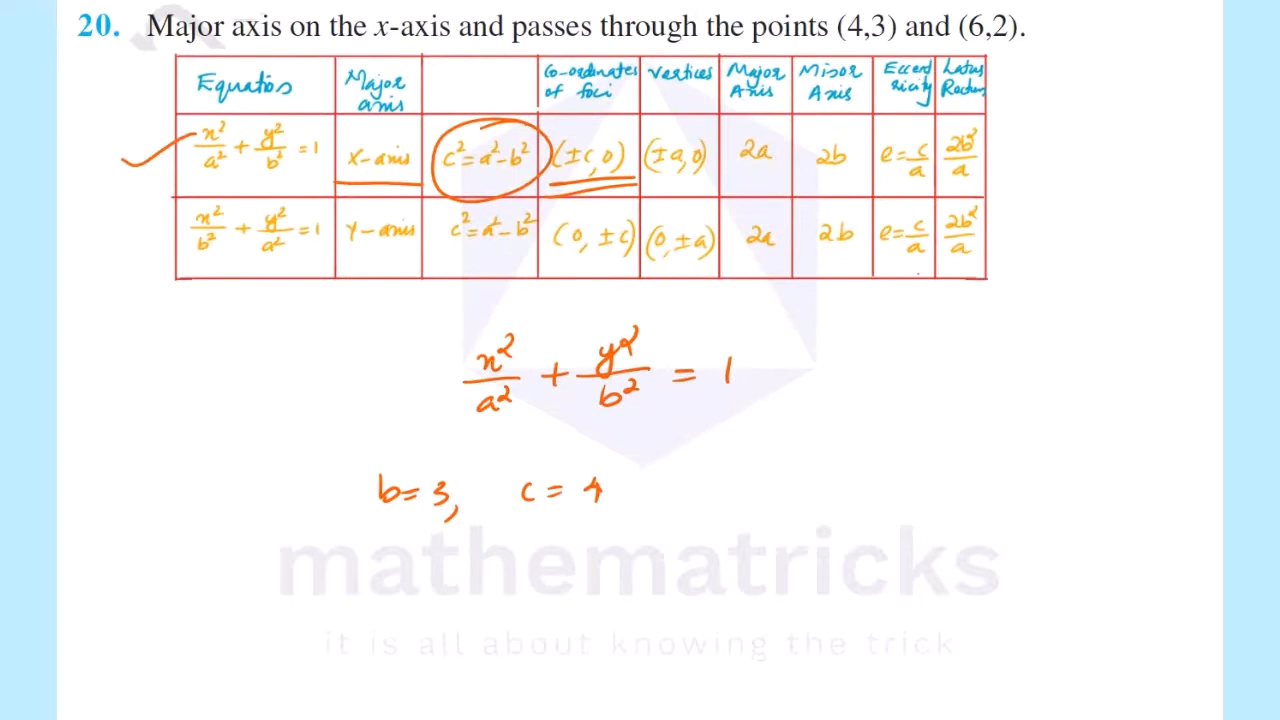 20. Major axis on the x-axis and passes through the points (4,3) and (6,2).
Equation Major axis Co-ordinates of foci Vertices Major Axis Minor Axis Eccentricity Latus Rectum
x²/a² + y²/b² = 1 X-axis c² = a² - b² (±c, 0) (±a, 0) 2a 2b e = c/a 2b²/a
x²/b² + y²/a² = 1 Y-axis c² = a² - b² (0, ±c) (0, ±a) 2a 2b e = c/a 2b²/a
x²/a² + y²/b² = 1
b = 3, c = 4
mathematricks
it is all about knowing the trick